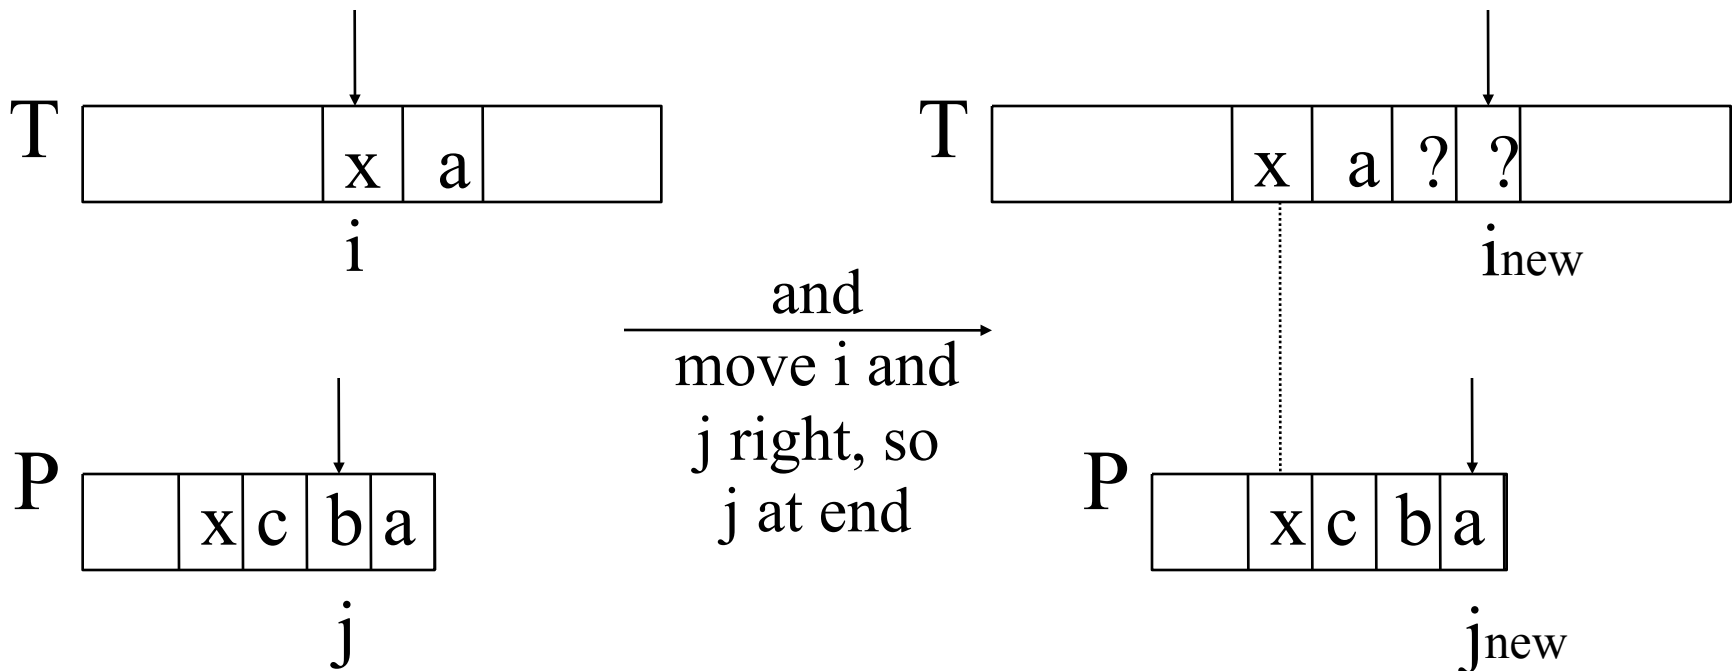 T
x a
i
P
x c b a
j
and
move i and
j right, so
j at end
T
x a ? ?
inew
P
x c b a
jnew